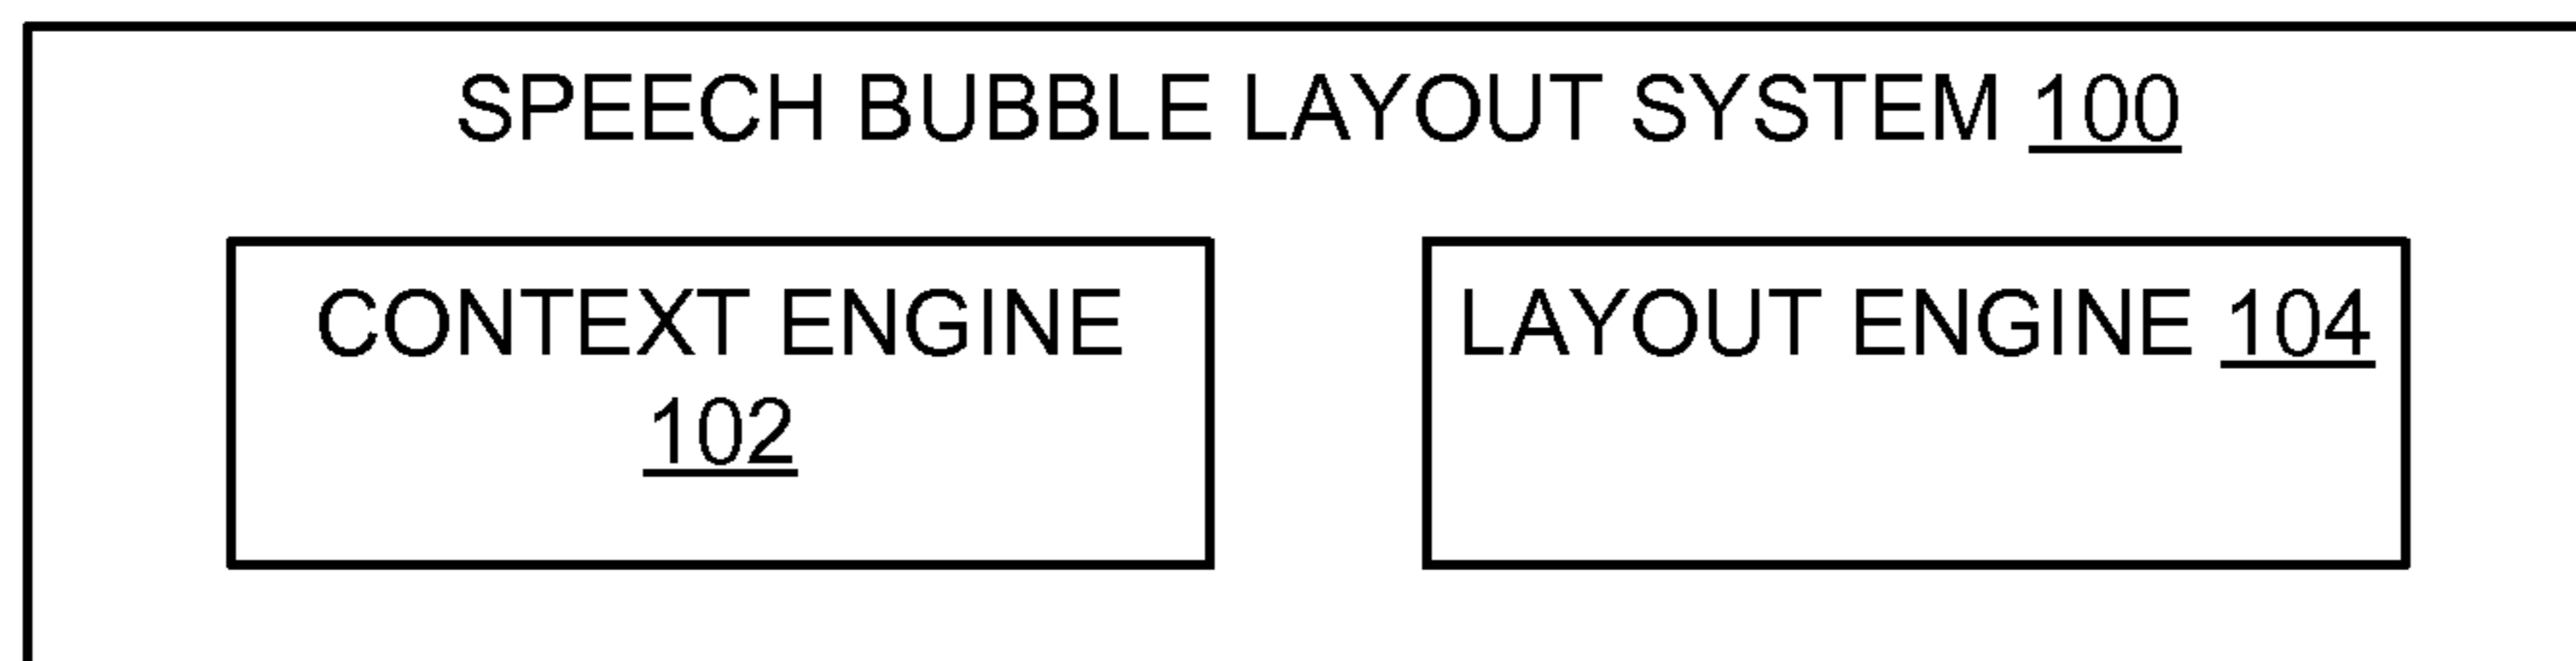 SPEECH BUBBLE LAYOUT SYSTEM 100
CONTEXT ENGINE
102
LAYOUT ENGINE 104